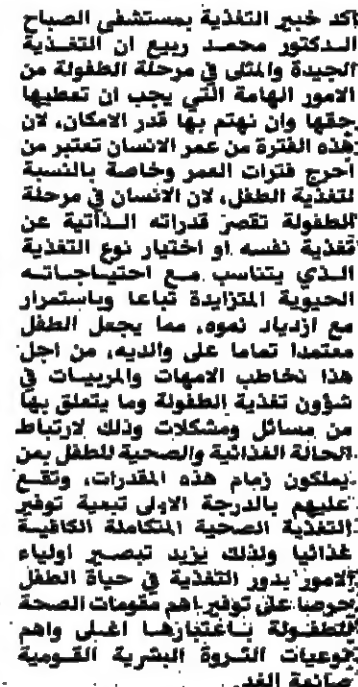 أكد خبير التغذية بمستشفى الصباح
الدكتور محمد ربيع ان التغذية
الجيدة والمثلى في مرحلة الطفولة من
الامور الهامة التي يجب ان تعطيها
حقها وان نهتم بها قدر الامكان، لان
هذه الفترة من عمر الانسان تعتبر من
احرج فترات العمر وخاصة بالنسبة
لتغذية الطفل، لان الانسان في مرحلة
الطفولة تقصر قدراته الذاتية عن
تغذية نفسه او اختيار نوع التغذية
الذي يتناسب مع احتياجاته
الحيوية المتزايدة تباعا وباستمرار
مع ازدياد نموه، مما يجعل الطفل
معتمدا تماما على والديه، من اجل
هذا نخاطب الامهات والمربيات في
شؤون تغذية الطفولة وما يتعلق بها
من مسائل ومشكلات وذلك لارتباط
الحالة الغذائية والصحية للطفل بمن
يملكون زمام هذه المقدرات، وتقع
عليهم بالدرجة الاولى تبعية توفير
التغذية الصحية المتكاملة الكافية
غذائيا ولذلك يزيد تبصير اولياء
الامور بدور التغذية في حياة الطفل
حرصا على توفير اهم مقومات الصحة
للطفولة باعتبارها اغلى واهم
نوعيات الثروة البشرية القومية
صانعة الغد.